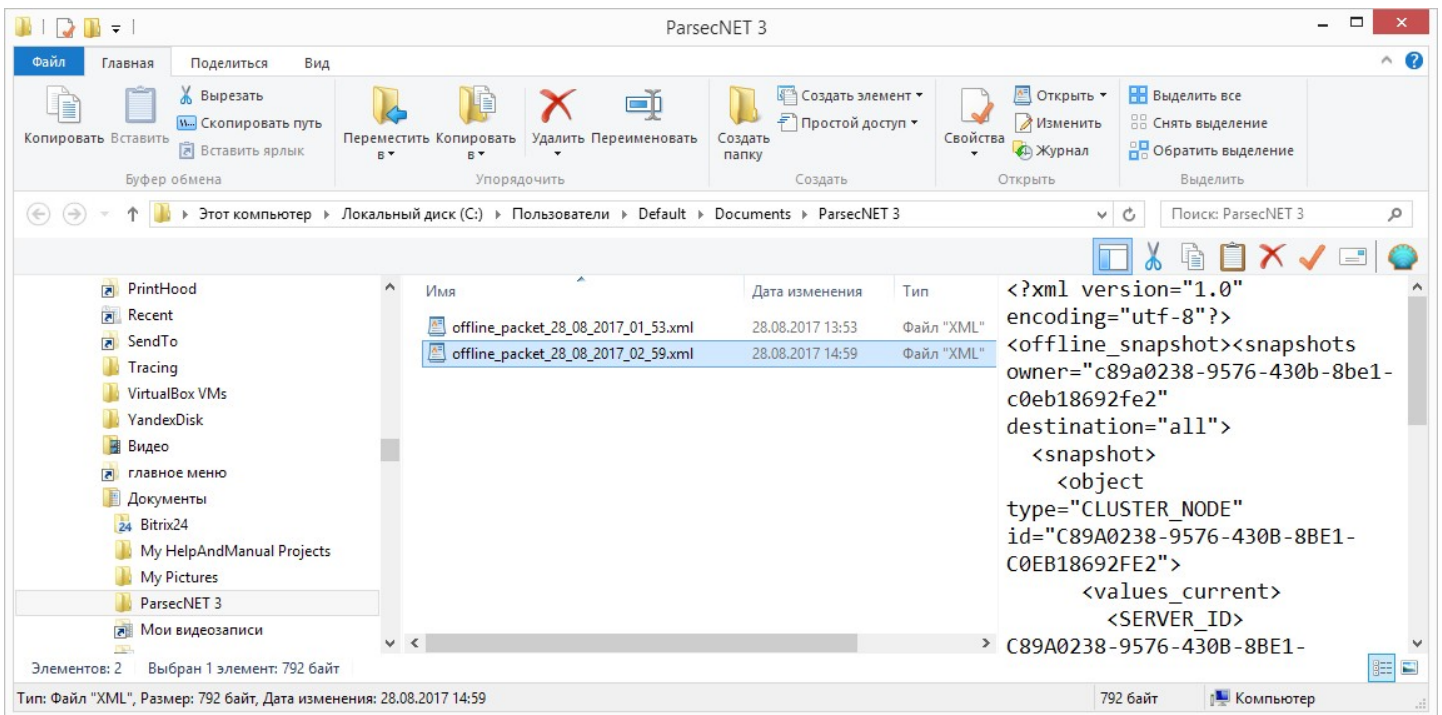 ParsecNET 3
Файл Главная Поделиться Вид
Копировать
Вставить
Вырезать
Скопировать путь
Вставить ярлык
Буфер обмена
Переместить в
Копировать в
Удалить
Переименовать
Упорядочить
Создать папку
Создать элемент
Простой доступ
Создать
Свойства
Открыть
Изменить
Журнал
Открыть
Выделить все
Снять выделение
Обратить выделение
Выделить
Этот компьютер Локальный диск (C:) Пользователи Default Documents ParsecNET 3
Поиск: ParsecNET 3
PrintHood
Recent
SendTo
Tracing
VirtualBox VMs
YandexDisk
Видео
главное меню
Документы
24 Bitrix24
My HelpAndManual Projects
My Pictures
ParsecNET 3
Мои видеозаписи
Имя Дата изменения Тип
offline_packet_28_08_2017_01_53.xml 28.08.2017 13:53 Файл "XML"
offline_packet_28_08_2017_02_59.xml 28.08.2017 14:59 Файл "XML"
<?xml version="1.0"
encoding="utf-8"?>
<offline_snapshot><snapshots
owner="c89a0238-9576-430b-8be1-
c0eb18692fe2"
destination="all">
<snapshot>
<object
type="CLUSTER_NODE"
id="C89A0238-9576-430B-8BE1-
C0EB18692FE2">
<values_current>
<SERVER_ID>
C89A0238-9576-430B-8BE1-
Элементов: 2 Выбран 1 элемент: 792 байт
Тип: Файл "XML", Размер: 792 байт, Дата изменения: 28.08.2017 14:59 792 байт Компьютер